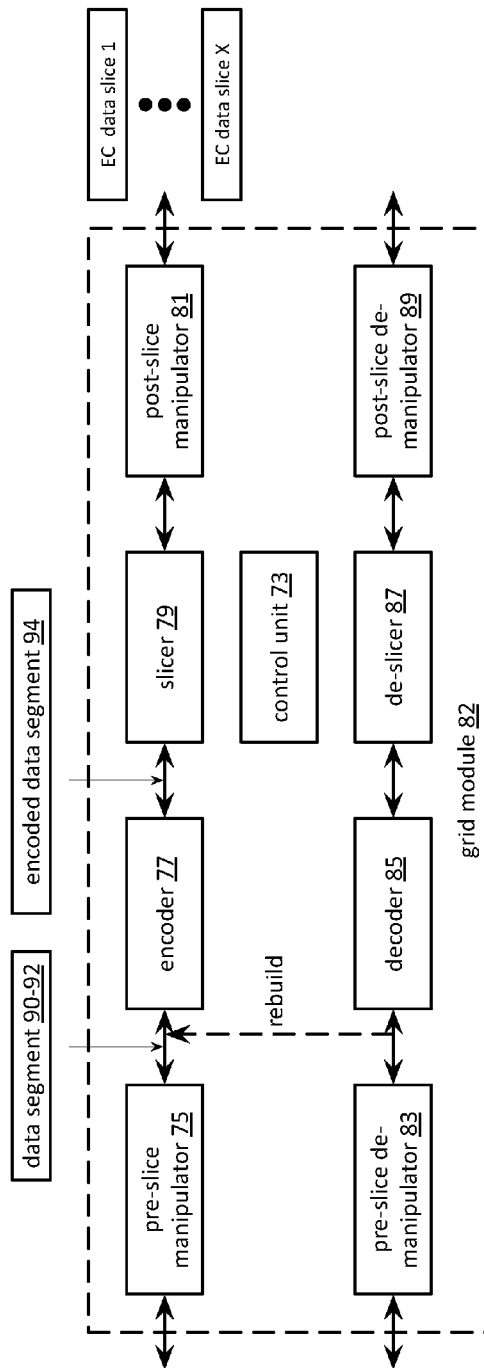 data segment 90-92
encoded data segment 94
EC data slice 1
EC data slice X
pre-slice
manipulator 75
encoder 77
slicer 79
post-slice
manipulator 81
rebuild
control unit 73
pre-slice de-
manipulator 83
decoder 85
de-slicer 87
post-slice de-
manipulator 89
grid module 82